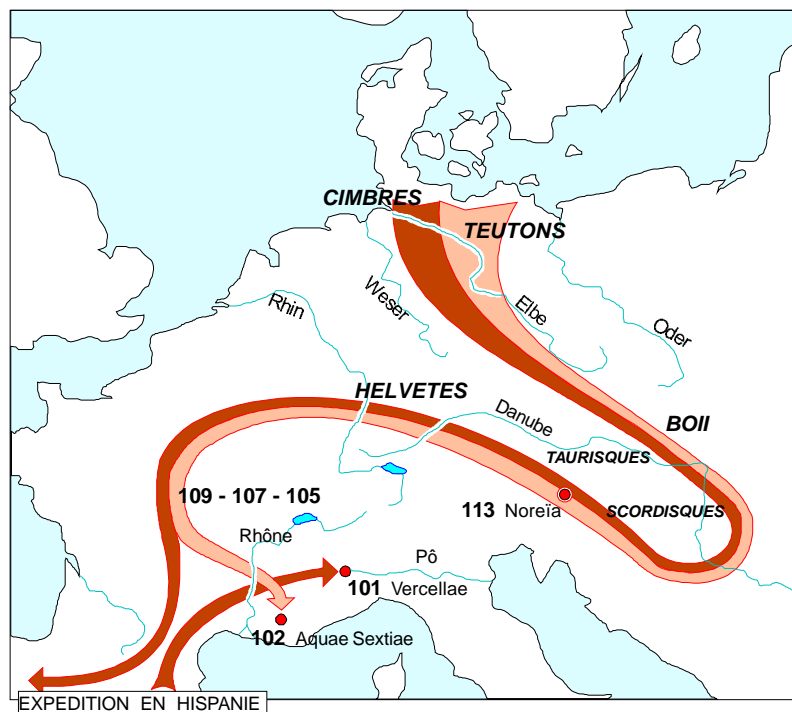 CIMBRES
TEUTONS
Weser
Rhin
Elbe
Oder
HELVETES
Danube
BOII
TAURISQUES
109 - 107 - 105
113 Noreïa
SCORDISQUES
Rhône
Pô
101 Vercellae
102 Aquae Sextiae
EXPEDITION EN HISPANIE